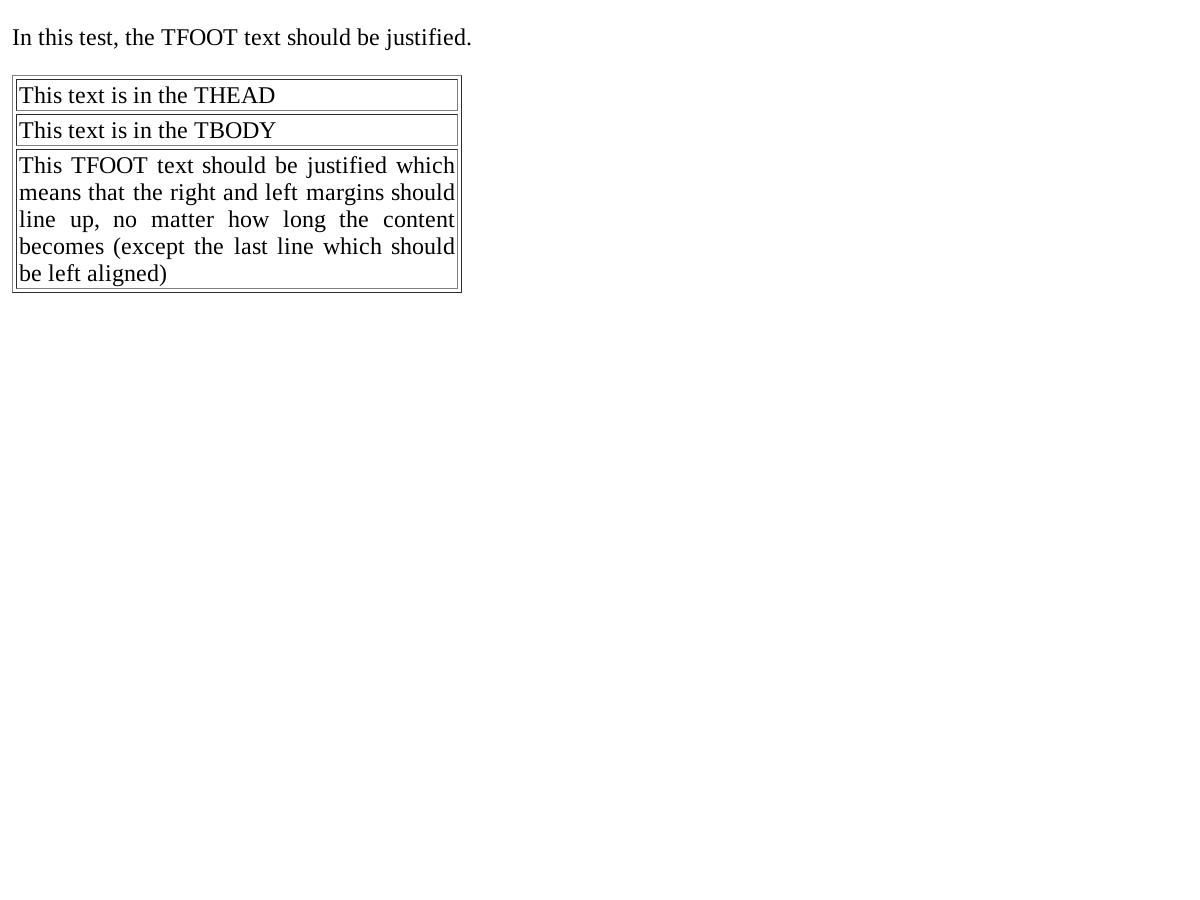 In this test, the TFOOT text should be justified.
This text is in the THEAD
This text is in the TBODY
This TFOOT text should be justified which
means that the right and left margins should
line up, no matter how long the content
becomes (except the last line which should
be left aligned)